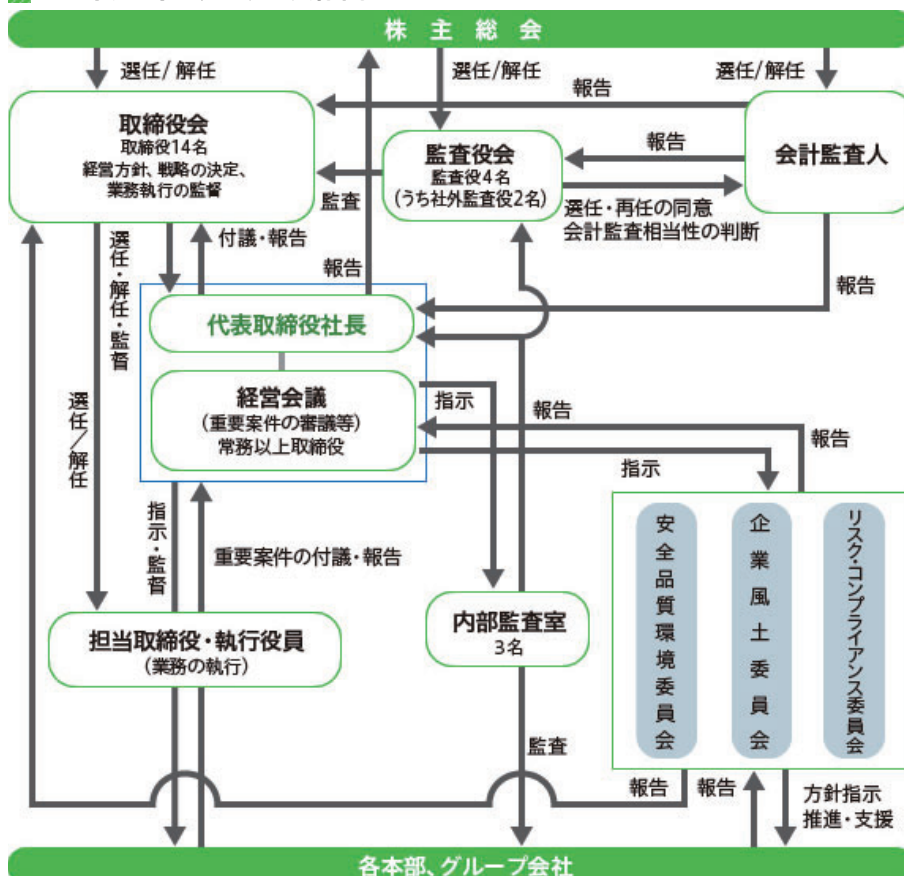 株主総会
選任/解任
選任/解任
選任/解任
報告
取締役会
取締役14名
経営方針、戦略の決定、
業務執行の監督
監査役会
監査役4名
(うち社外監査役2名)
会計監査人
報告
監査
選任・再任の同意
会計監査相当性の判断
選任・解任・監督
付議・報告
報告
報告
代表取締役社長
経営会議
(重要案件の審議等)
常務以上取締役
指示
報告
報告
指示
選任/解任
指示・監督
重要案件の付議・報告
安全品質環境委員会
企業風土委員会
リスク・コンプライアンス委員会
担当取締役・執行役員
(業務の執行)
内部監査室
3名
監査
報告
報告
方針指示
推進・支援
各本部、グループ会社